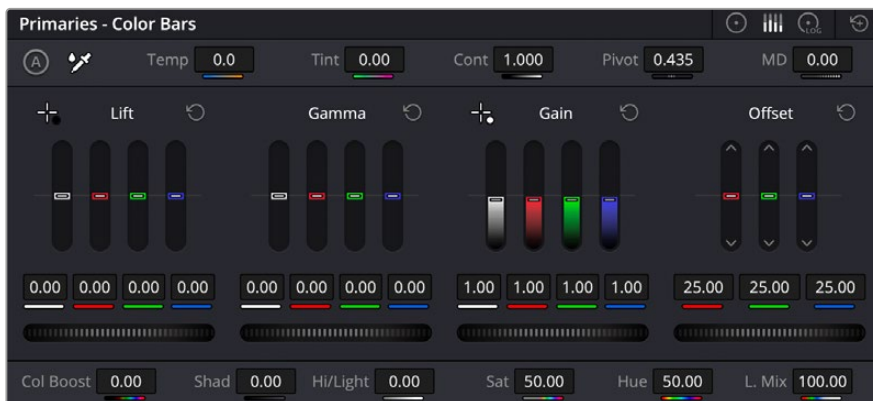 Primaries - Color Bars
LOG
A Temp 0.0 Tint 0.00 Cont 1.000 Pivot 0.435 MD 0.00
Lift Gamma Gain Offset
0.00 0.00 0.00 0.00 0.00 0.00 0.00 0.00 1.00 1.00 1.00 1.00 25.00 25.00 25.00
Col Boost 0.00 Shad 0.00 Hi/Light 0.00 Sat 50.00 Hue 50.00 L. Mix 100.00